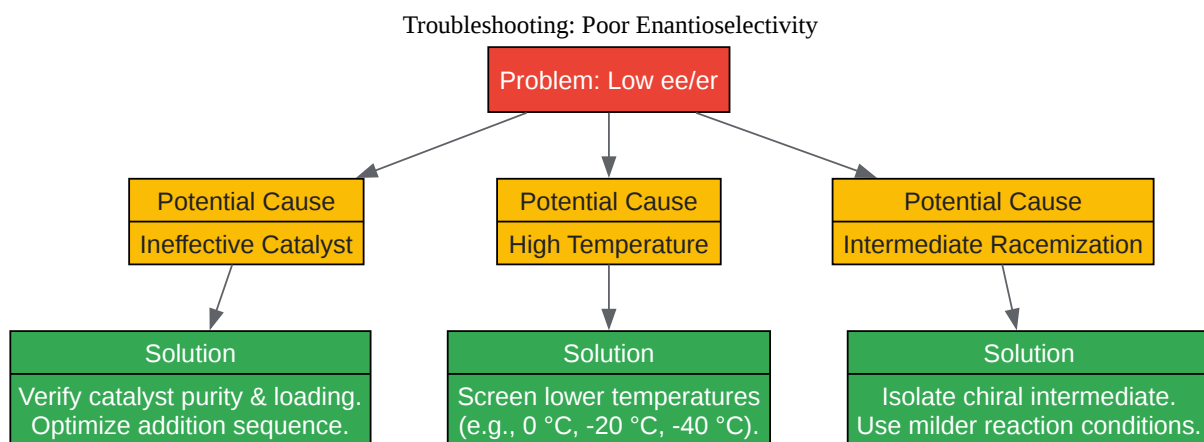 Troubleshooting: Poor Enantioselectivity
Problem: Low ee/er
Potential Cause
Ineffective Catalyst
Potential Cause
High Temperature
Potential Cause
Intermediate Racemization
Solution
Verify catalyst purity & loading.
Optimize addition sequence.
Solution
Screen lower temperatures
(e.g., 0 °C, -20 °C, -40 °C).
Solution
Isolate chiral intermediate.
Use milder reaction conditions.